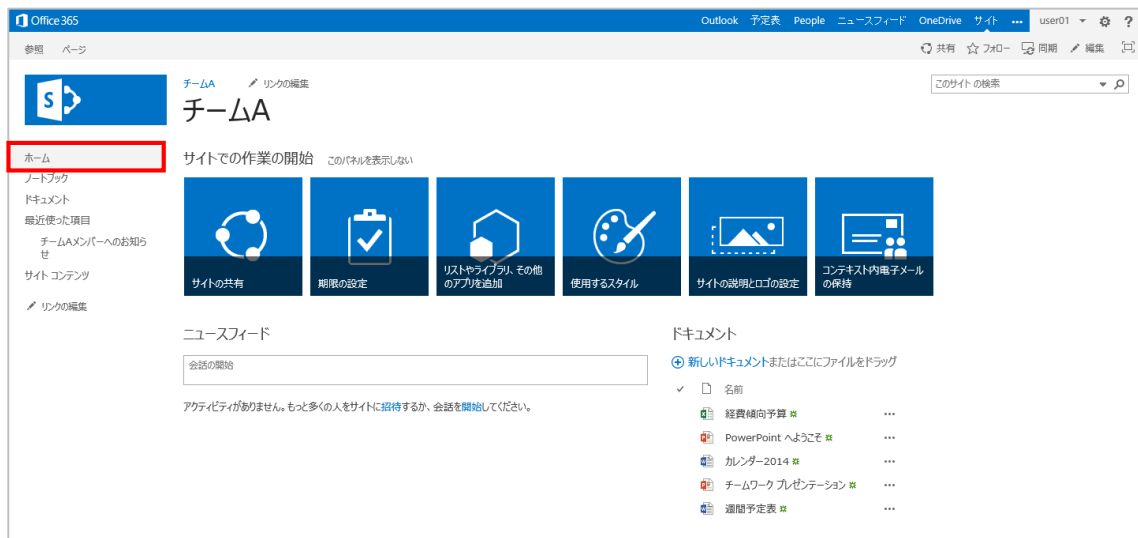 Office 365
Outlook 予定表 People ニュースフィード OneDrive サイト ••• user01 ?
参照 ページ
共有 フォロー 同期 編集
S
チームA リンクの編集
このサイト の検索
チームA
ホーム
ノートブック
ドキュメント
最近使った項目
チームAメンバーへのお知ら
せ
サイト コンテンツ
リンクの編集
サイトでの作業の開始 このパネルを表示しない
サイトの共有
期限の設定
リストやライブラリ、その他
のアプリを追加
使用するスタイル
サイトの説明とロゴの設定
コンテキスト内電子メール
の保持
ニュースフィード
会話の開始
アクティビティがありません。もっと多くの人をサイトに招待するか、会話を開始してください。
ドキュメント
新しいドキュメントまたはここにファイルをドラッグ
名前
経費傾向予算 •••
PowerPoint へようこそ •••
カレンダー2014 •••
チームワーク プレゼンテーション •••
週間予定表 •••